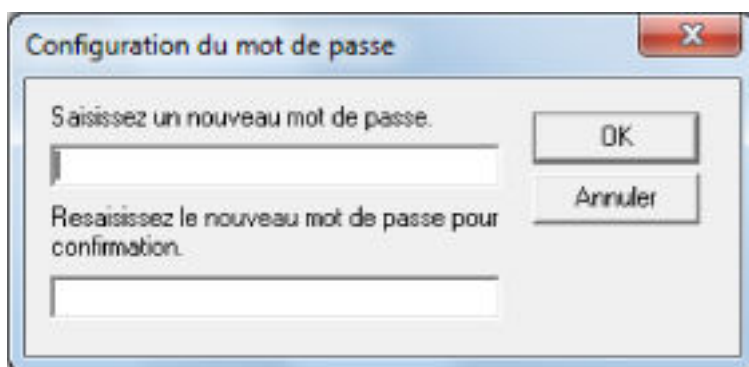 Configuration du mot de passe
Saisissez un nouveau mot de passe.
OK
Annuler
Resaisissez le nouveau mot de passe pour
confirmation.